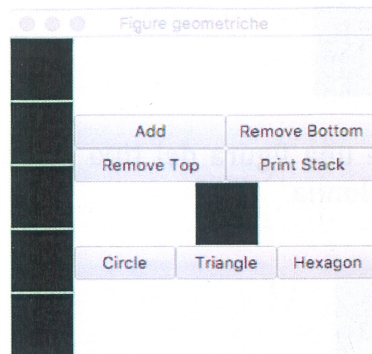 Figure geometriche
Add Remove Bottom
Remove Top Print Stack
Circle Triangle Hexagon